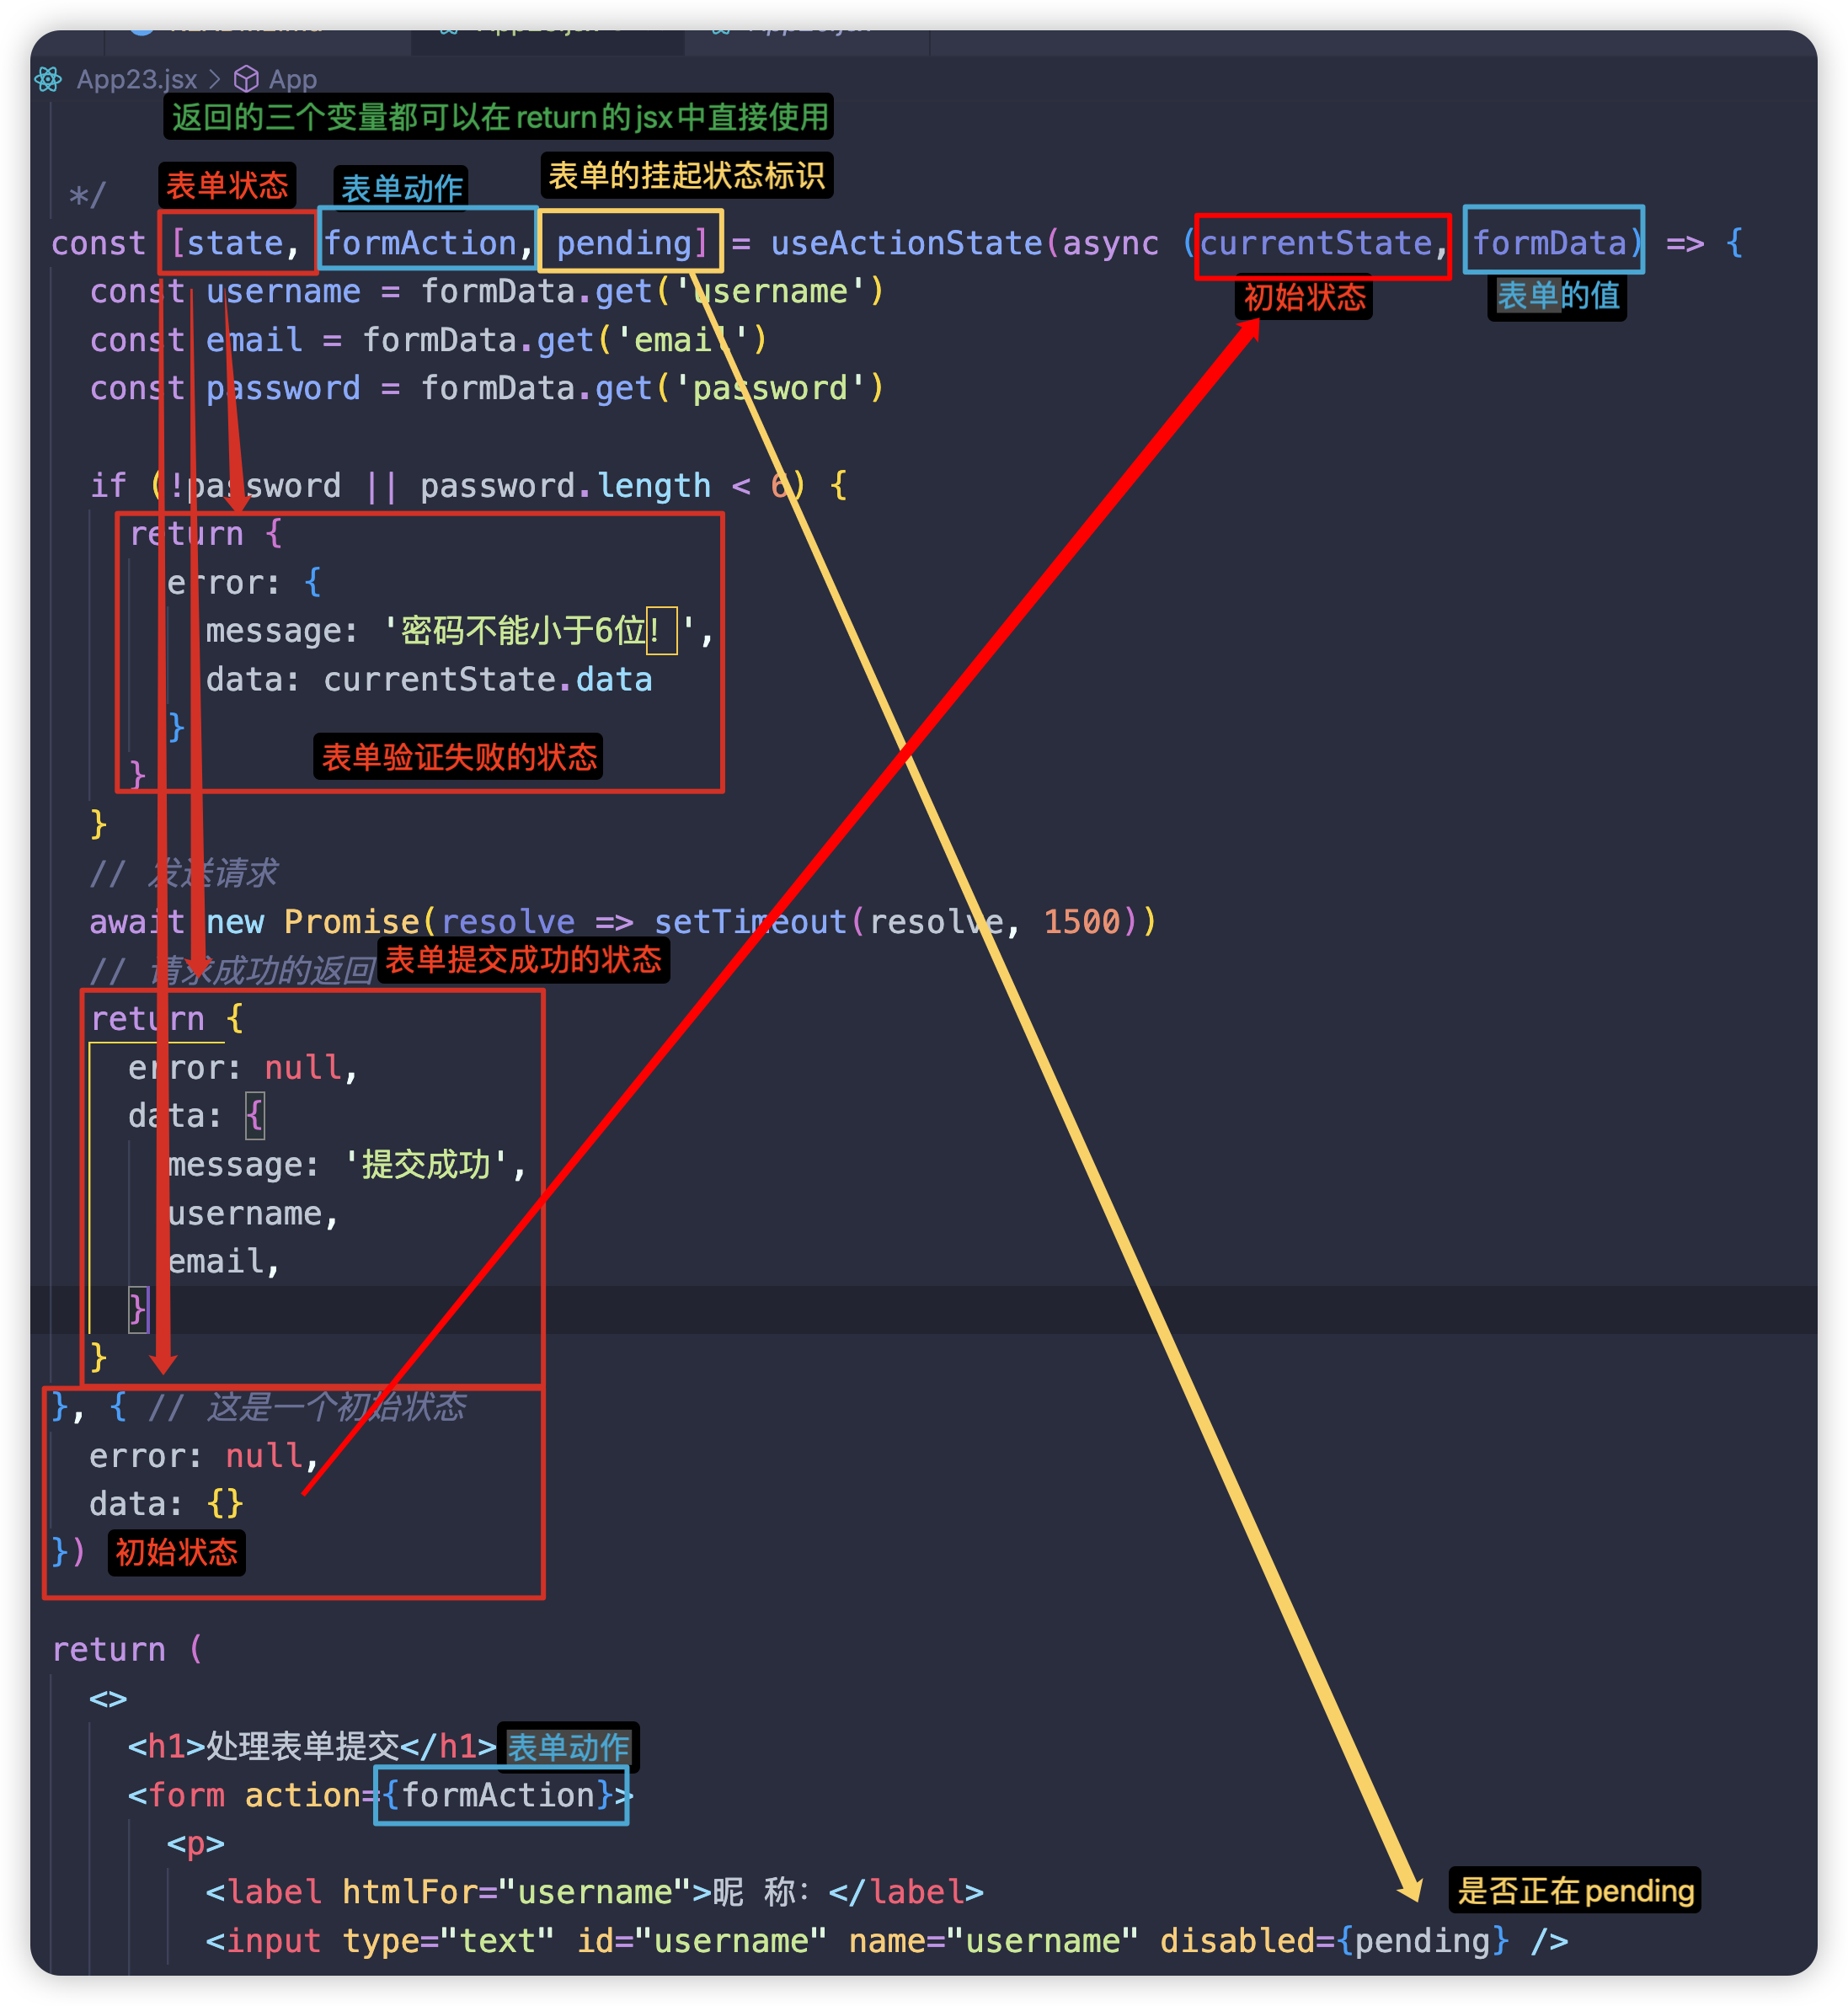 App23.jsx > App
返回的三个变量都可以在return的jsx中直接使用
表单状态 表单动作 表单的挂起状态标识
*/
const [state, formAction, pending] = useActionState(async (currentState, formData) => {
初始状态 表单的值
const username = formData.get('username')
const email = formData.get('email')
const password = formData.get('password')
if (!password || password.length < 6) {
return {
error: {
message: '密码不能小于6位！',
data: currentState.data
}
表单验证失败的状态
}
}
// 发送请求
await new Promise(resolve => setTimeout(resolve, 1500))
// 请求成功的返回 表单提交成功的状态
return {
error: null,
data: {
message: '提交成功',
username,
email,
}
}
}, { // 这是一个初始状态
error: null,
data: {}
}) 初始状态
return (
<>
<h1>处理表单提交</h1> 表单动作
<form action={formAction}>
<p>
<label htmlFor="username">昵 称：</label>
是否正在pending
<input type="text" id="username" name="username" disabled={pending} />